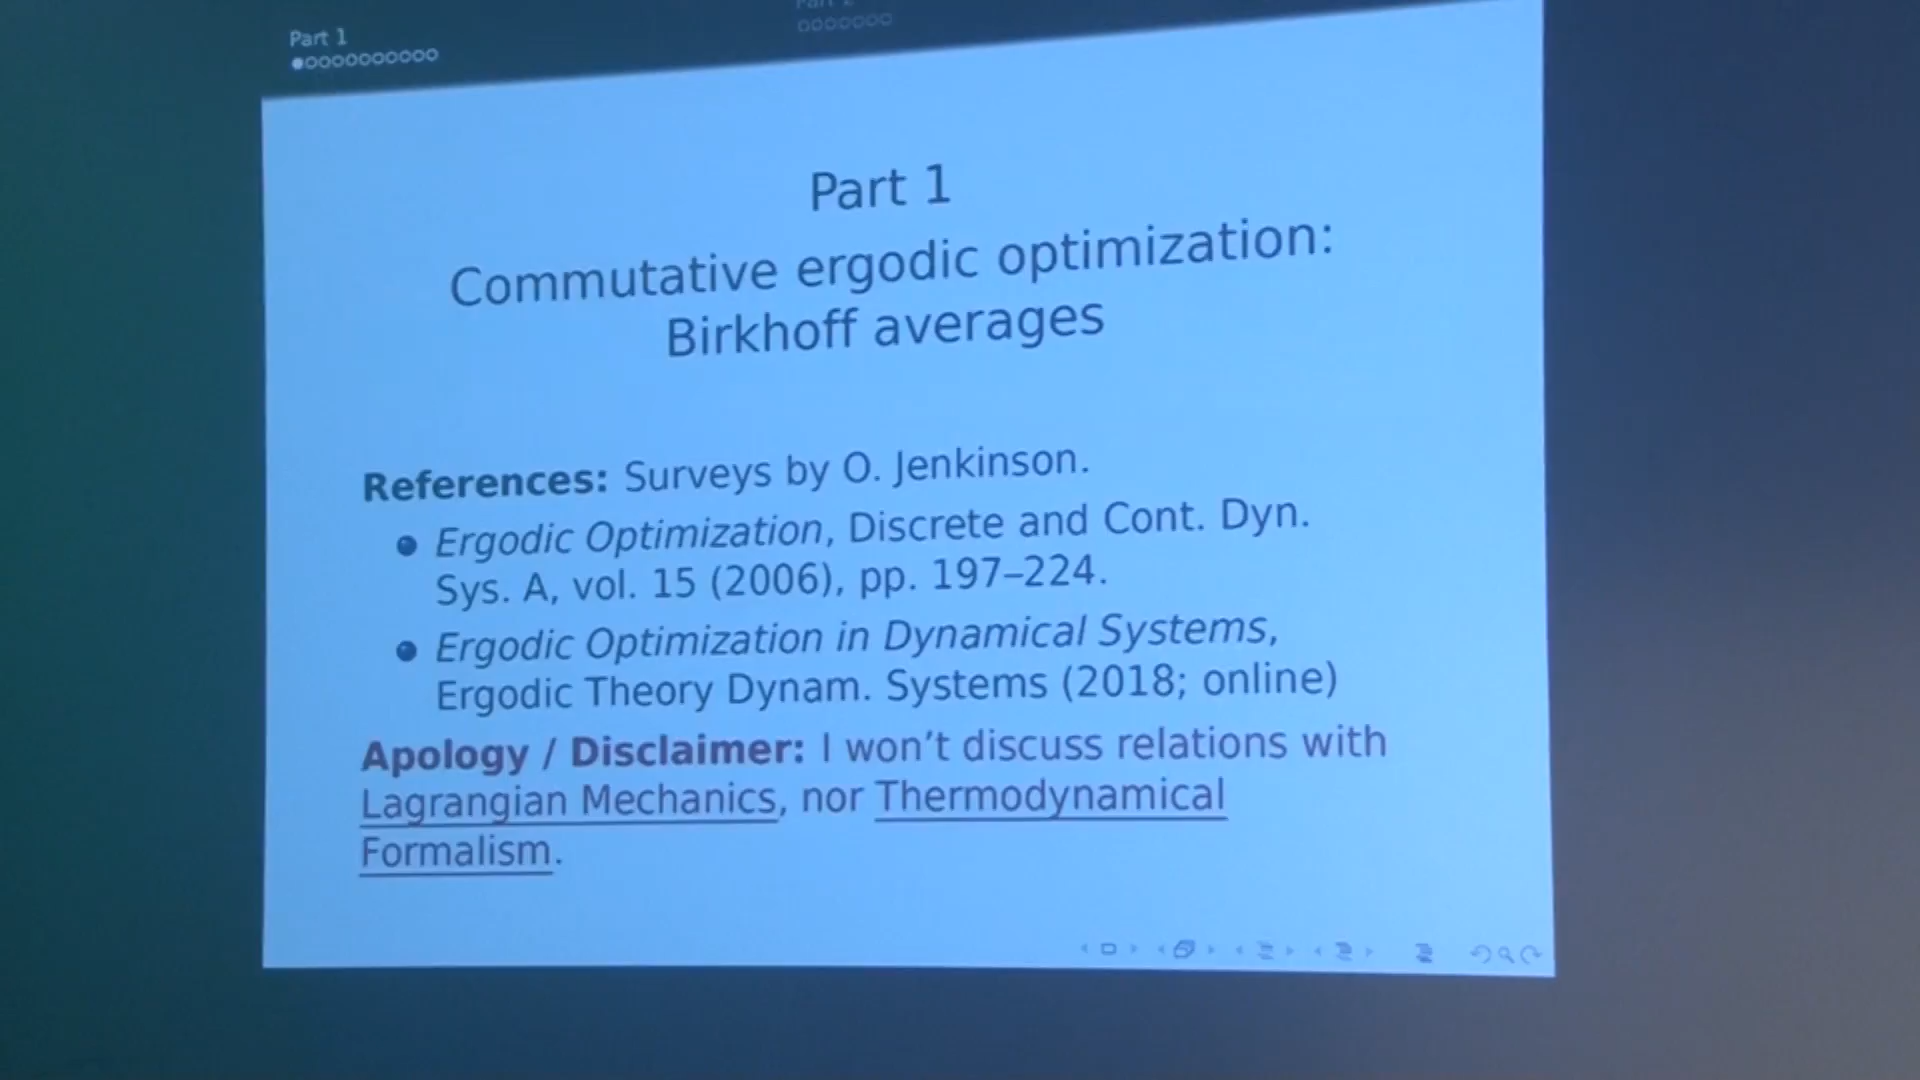 Part 1
Part 2
Part 1
Commutative ergodic optimization:
Birkhoff averages
References: Surveys by O. Jenkinson.
Ergodic Optimization, Discrete and Cont. Dyn.
Sys. A, vol. 15 (2006), pp. 197–224.
Ergodic Optimization in Dynamical Systems,
Ergodic Theory Dynam. Systems (2018; online)
Apology / Disclaimer: I won’t discuss relations with
Lagrangian Mechanics, nor Thermodynamical
Formalism.